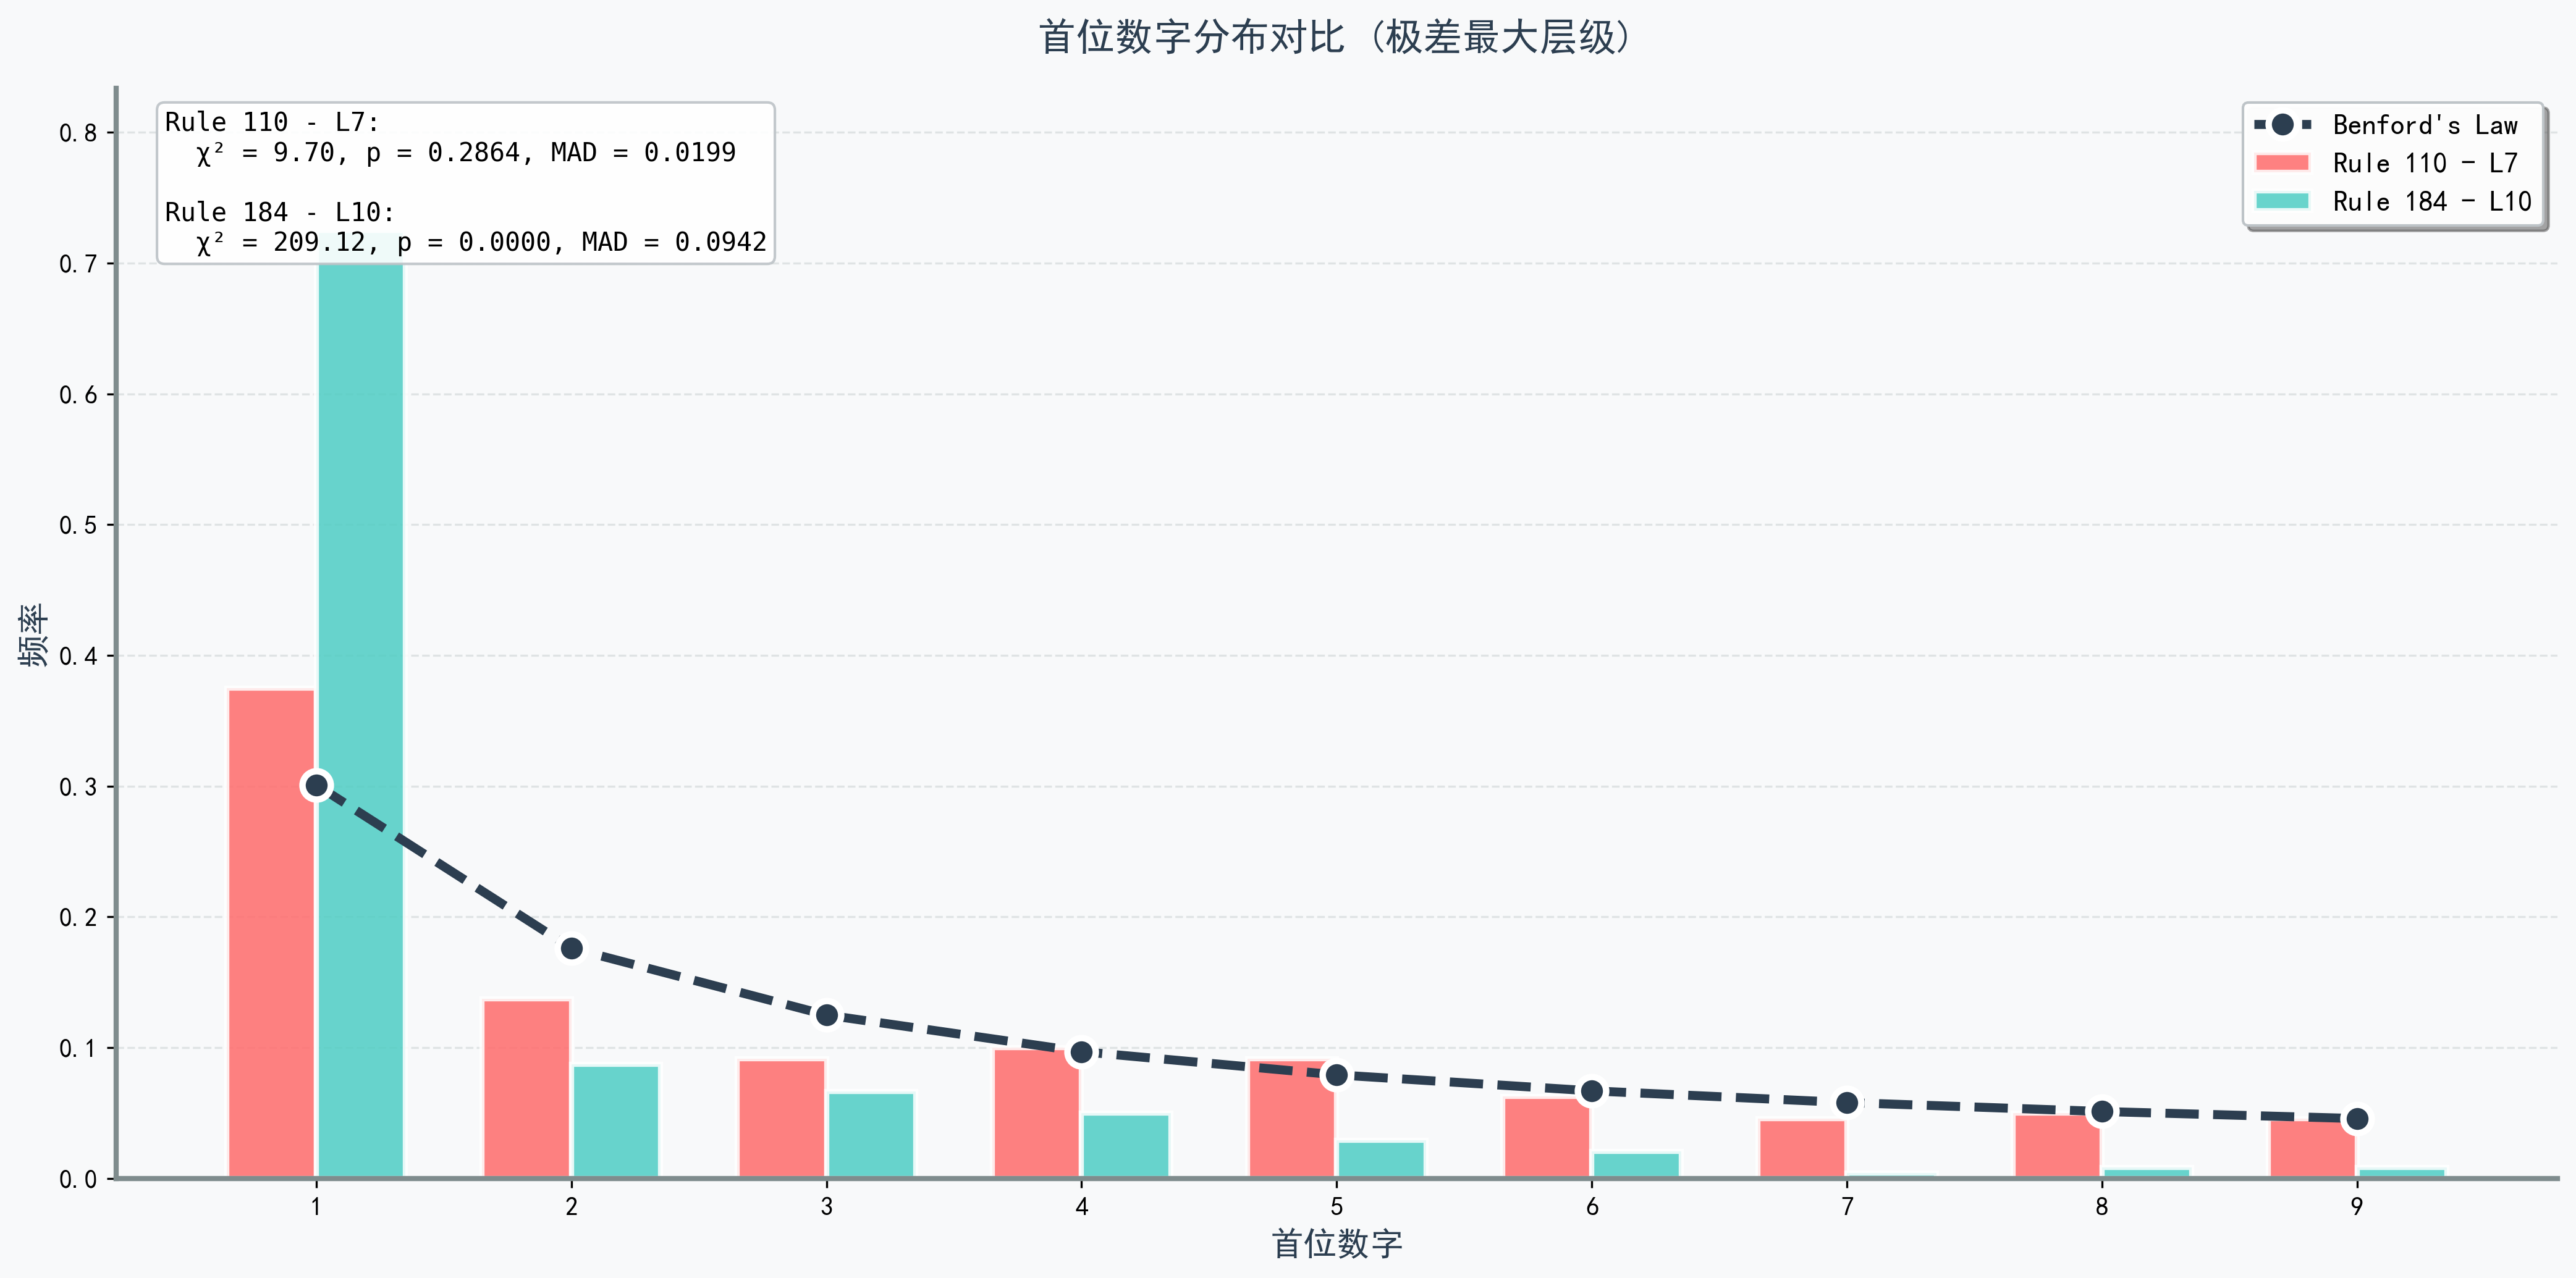 首位数字分布对比 (极差最大层级)
Rule 110 - L7:
χ² = 9.70, p = 0.2864, MAD = 0.0199
Rule 184 - L10:
χ² = 209.12, p = 0.0000, MAD = 0.0942
Benford's Law
Rule 110 - L7
Rule 184 - L10
频率
0.8
0.7
0.6
0.5
0.4
0.3
0.2
0.1
0.0
1 2 3 4 5 6 7 8 9
首位数字